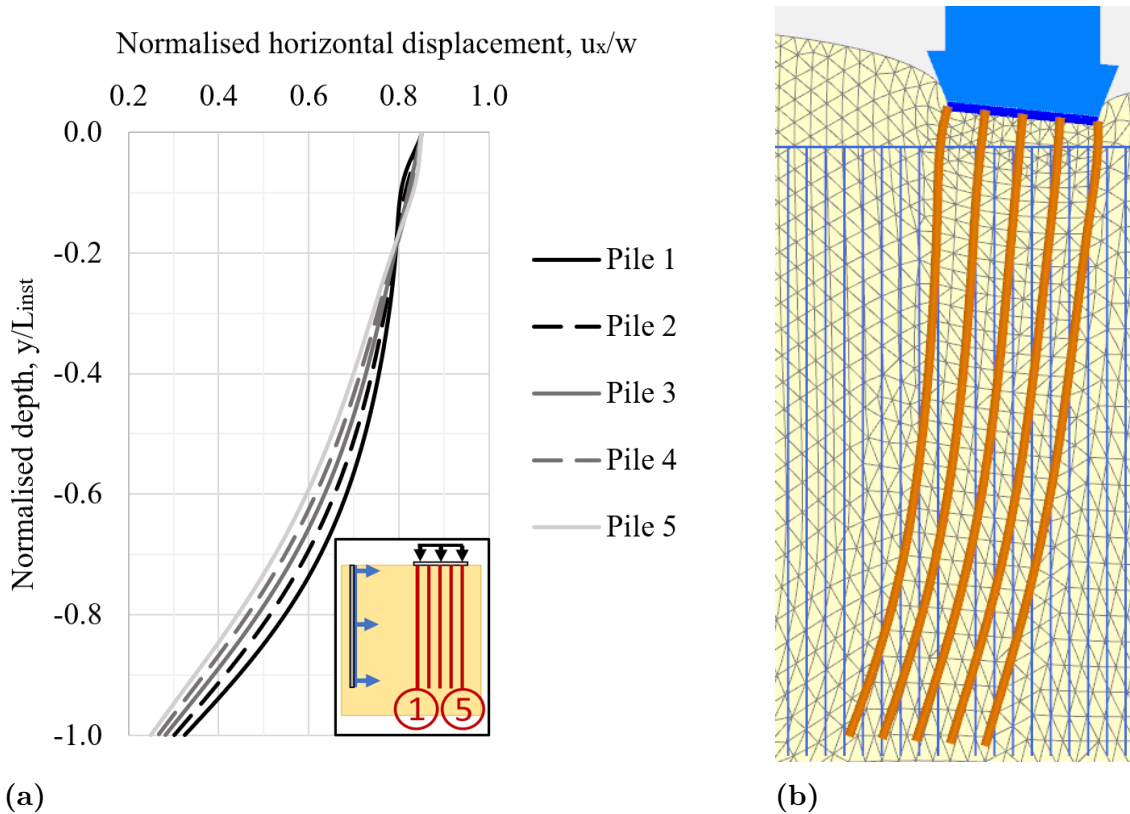 Normalised horizontal displacement, uₓ/w
0.2 0.4 0.6 0.8 1.0
0.0
-0.2
-0.4
-0.6
-0.8
-1.0
Normalised depth, y/L_inst
Pile 1
Pile 2
Pile 3
Pile 4
Pile 5
1 5
(a) (b)